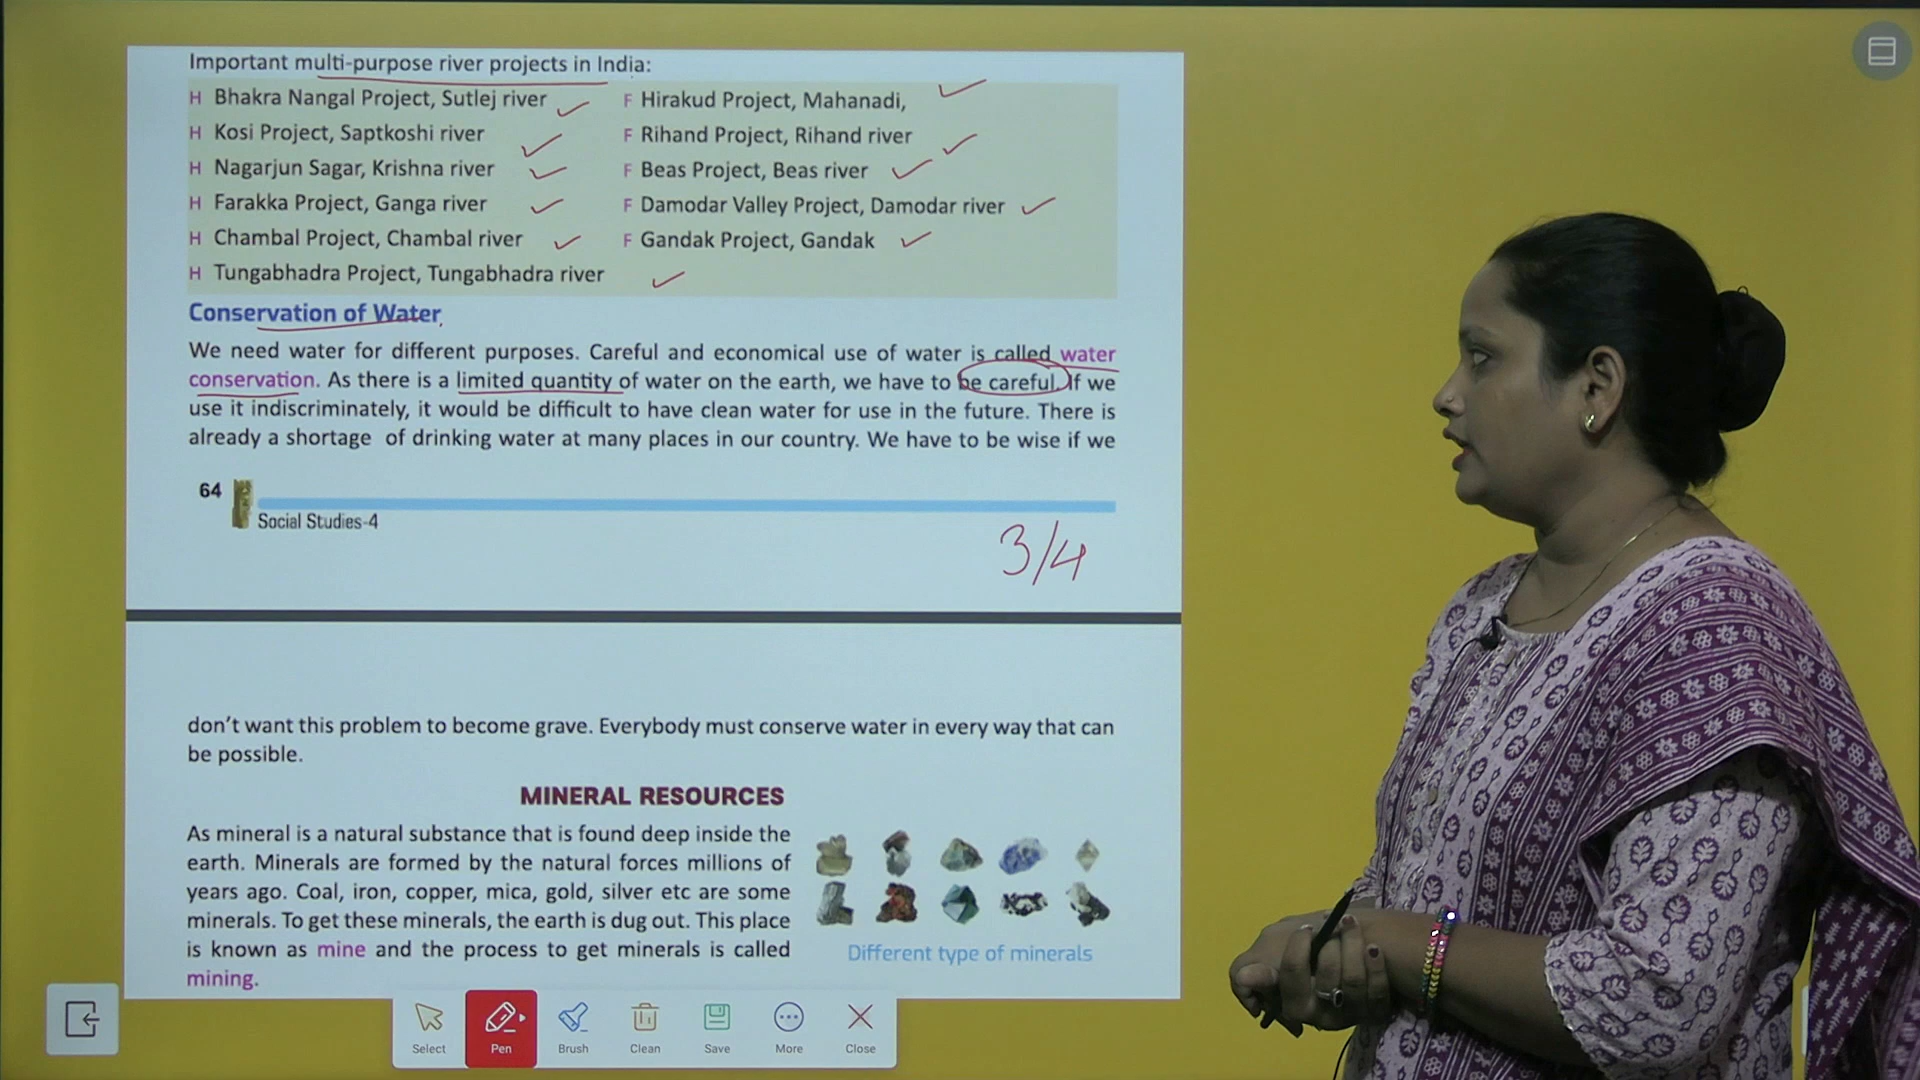 Important multi-purpose river projects in India:
H Bhakra Nangal Project, Sutlej river
H Kosi Project, Saptkoshi river
H Nagarjun Sagar, Krishna river
H Farakka Project, Ganga river
H Chambal Project, Chambal river
H Tungabhadra Project, Tungabhadra river
F Hirakud Project, Mahanadi,
F Rihand Project, Rihand river
F Beas Project, Beas river
F Damodar Valley Project, Damodar river
F Gandak Project, Gandak
Conservation of Water
We need water for different purposes. Careful and economical use of water is called water
conservation. As there is a limited quantity of water on the earth, we have to be careful. If we
use it indiscriminately, it would be difficult to have clean water for use in the future. There is
already a shortage of drinking water at many places in our country. We have to be wise if we
64
Social Studies-4
3/4
don't want this problem to become grave. Everybody must conserve water in every way that can
be possible.
MINERAL RESOURCES
As mineral is a natural substance that is found deep inside the
earth. Minerals are formed by the natural forces millions of
years ago. Coal, iron, copper, mica, gold, silver etc are some
minerals. To get these minerals, the earth is dug out. This place
is known as mine and the process to get minerals is called
mining.
Different type of minerals
Select Pen Brush Clean Save More Close